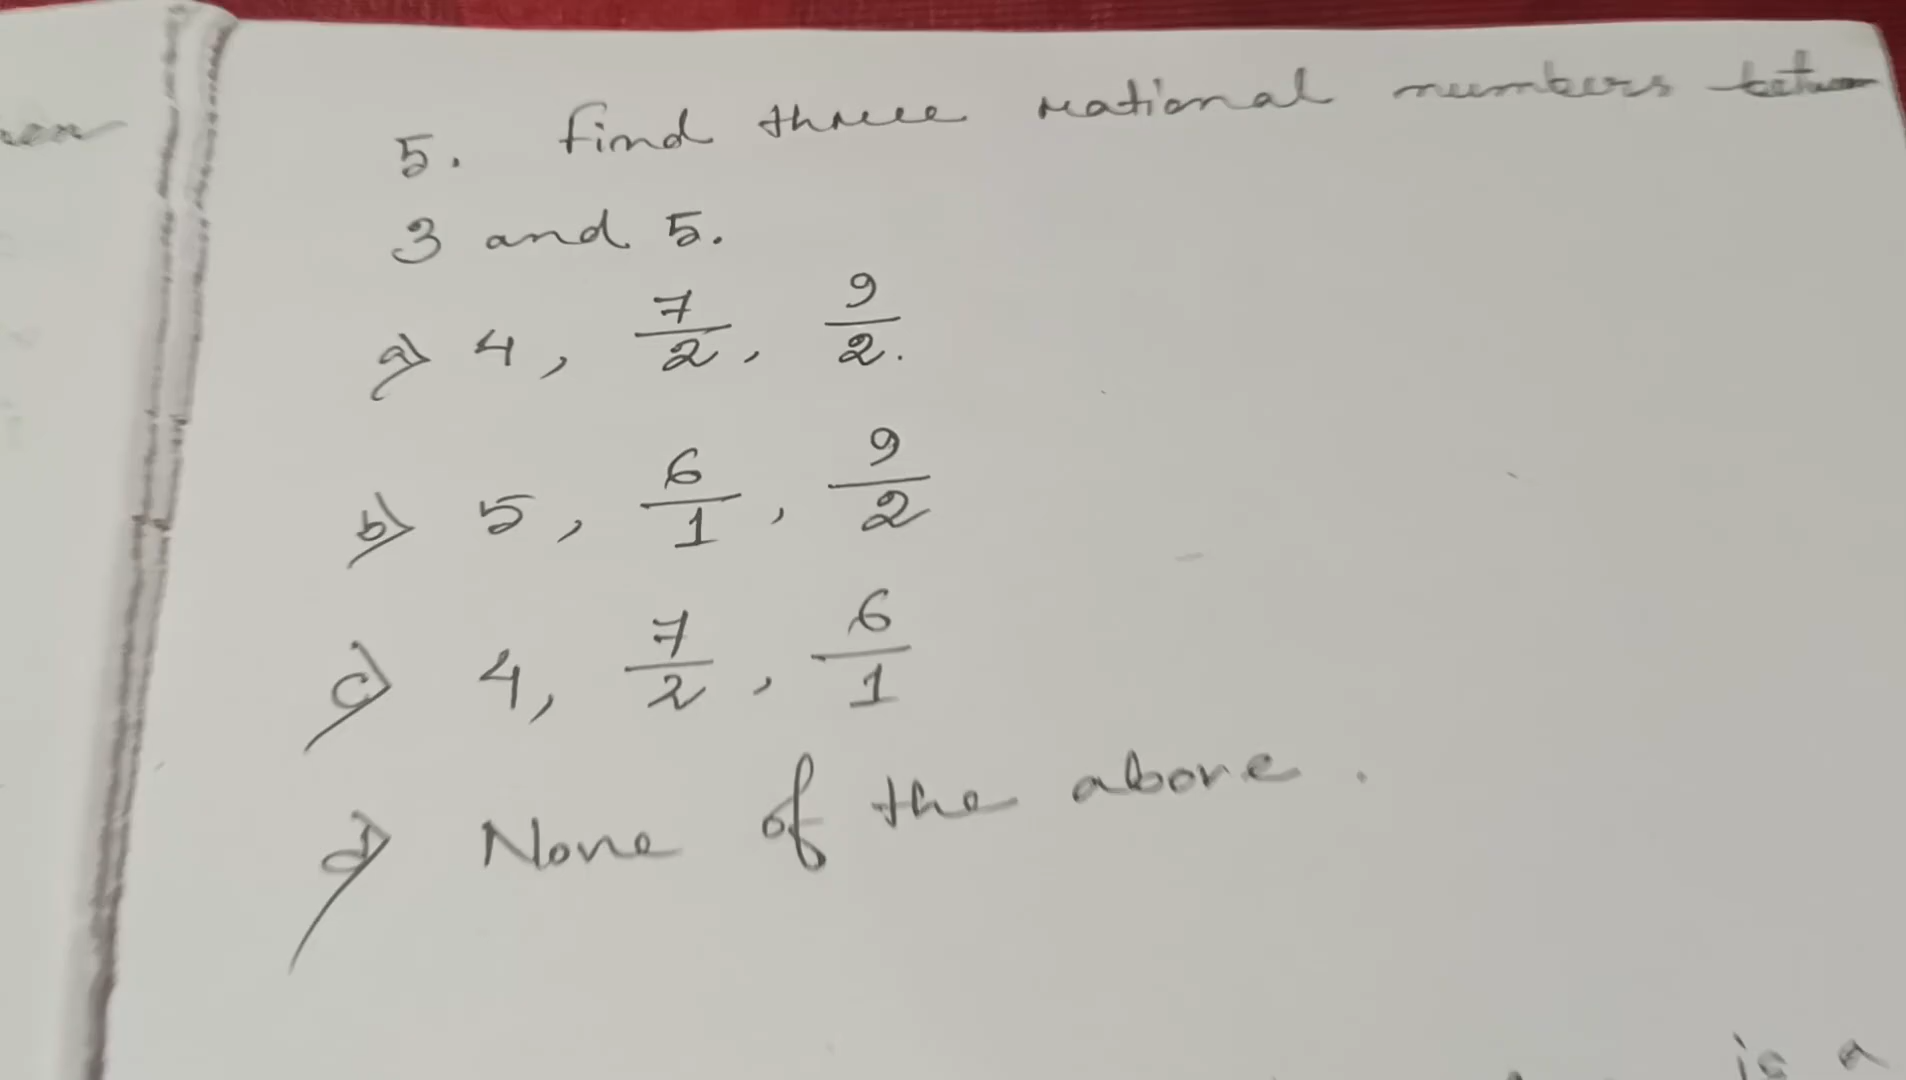 5. Find three rational numbers
3 and 5.
a) 4, 7/2, 9/2.
b) 5, 6/1, 9/2
c) 4, 7/2, 6/1
d) None of the above.
is a